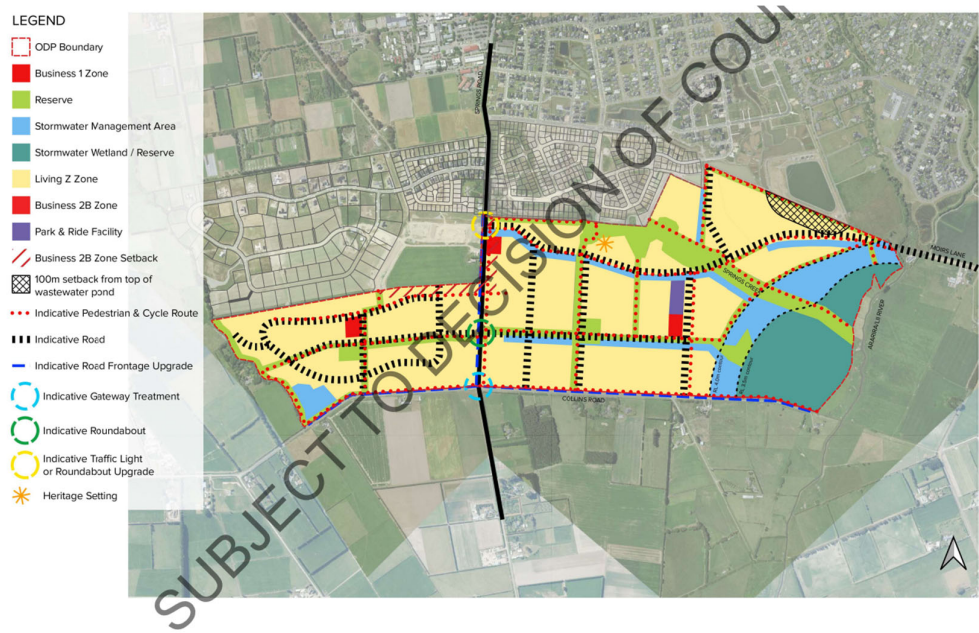 LEGEND
ODP Boundary
Business 1 Zone
Reserve
Stormwater Management Area
Stormwater Wetland / Reserve
Living Z Zone
Business 2B Zone
Park & Ride Facility
Business 2B Zone Setback
100m setback from top of
wastewater pond
Indicative Pedestrian & Cycle Route
Indicative Road
Indicative Road Frontage Upgrade
Indicative Gateway Treatment
Indicative Roundabout
Indicative Traffic Light
or Roundabout Upgrade
Heritage Setting
SPRINGS ROAD
MOIRS LANE
SPRINGS CREEK
ARARIRA/LII RIVER
COLLINS ROAD
SUBJECT TO DECISION OF COU